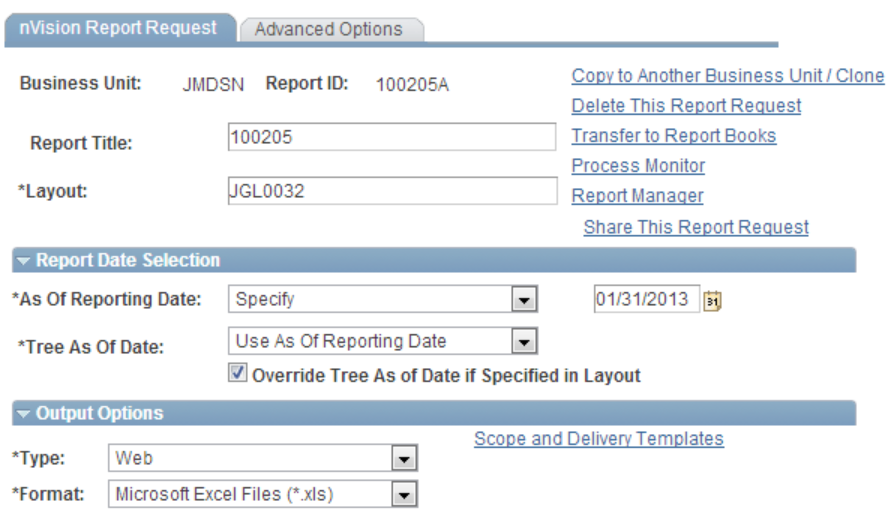 nVision Report Request Advanced Options
Business Unit: JMDSN Report ID: 100205A
Copy to Another Business Unit / Clone
Delete This Report Request
Report Title: 100205
Transfer to Report Books
Process Monitor
*Layout: JGL0032
Report Manager
Share This Report Request
Report Date Selection
*As Of Reporting Date: Specify 01/31/2013 31
*Tree As Of Date: Use As Of Reporting Date
Override Tree As of Date if Specified in Layout
Output Options
Scope and Delivery Templates
*Type: Web
*Format: Microsoft Excel Files (*.xls)